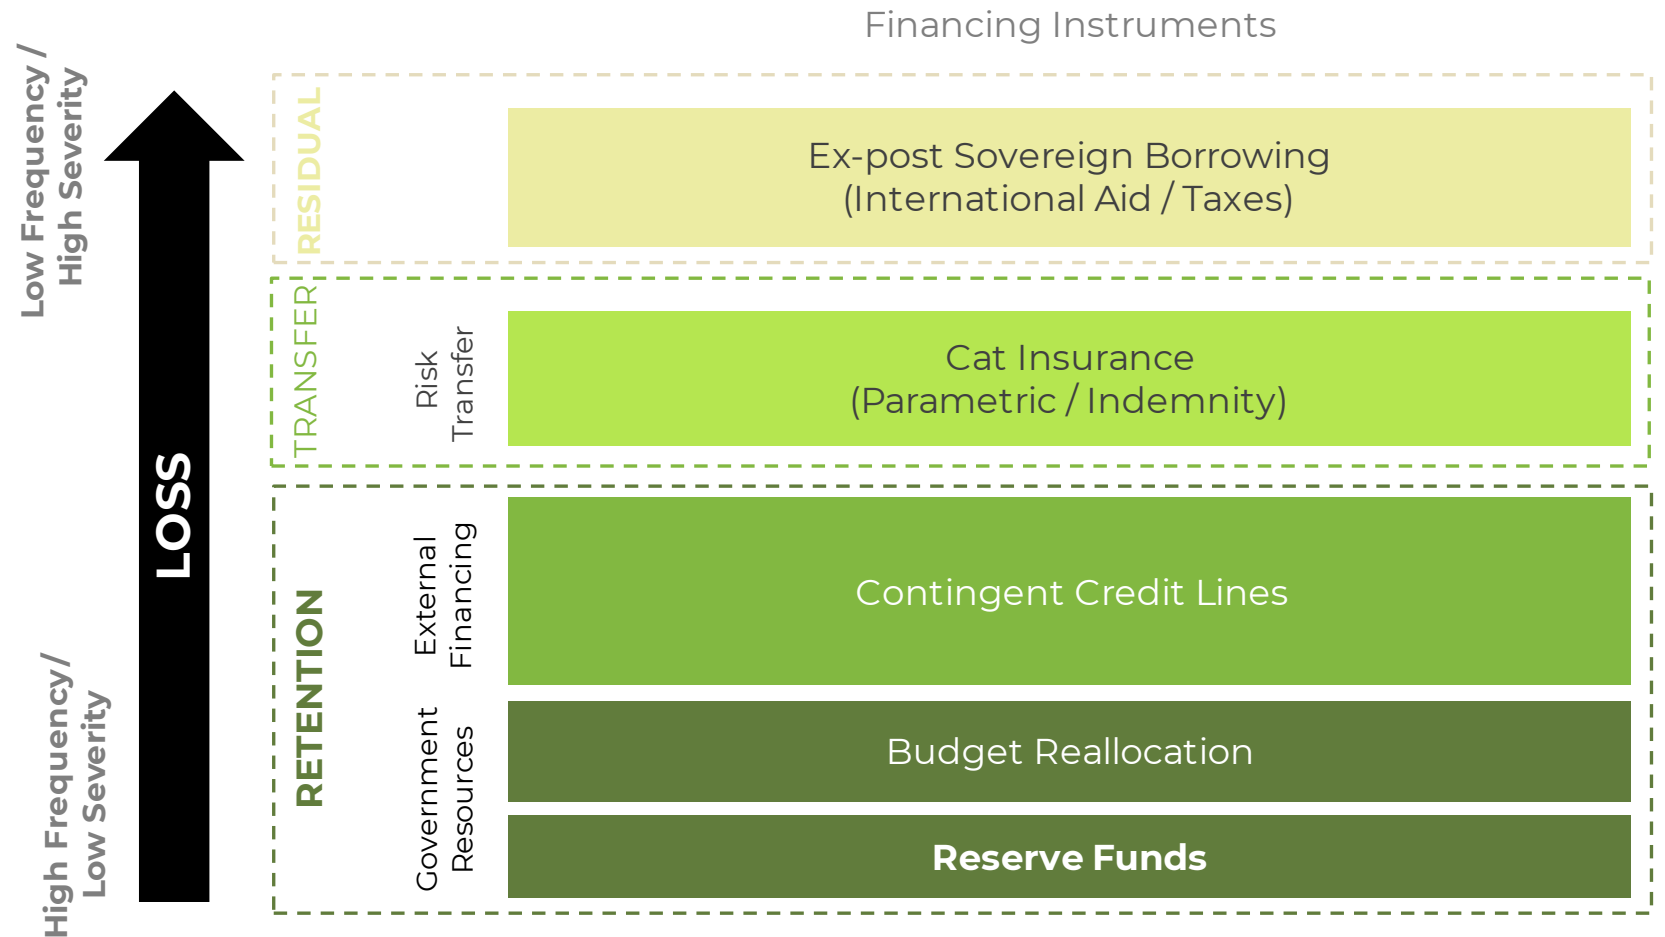 Financing Instruments
Low Frequency /
High Severity
RESIDUAL
Ex-post Sovereign Borrowing
(International Aid / Taxes)
TRANSFER
Risk
Transfer
Cat Insurance
(Parametric / Indemnity)
LOSS
RETENTION
External
Financing
Contingent Credit Lines
High Frequency/
Low Severity
Government
Resources
Budget Reallocation
Reserve Funds